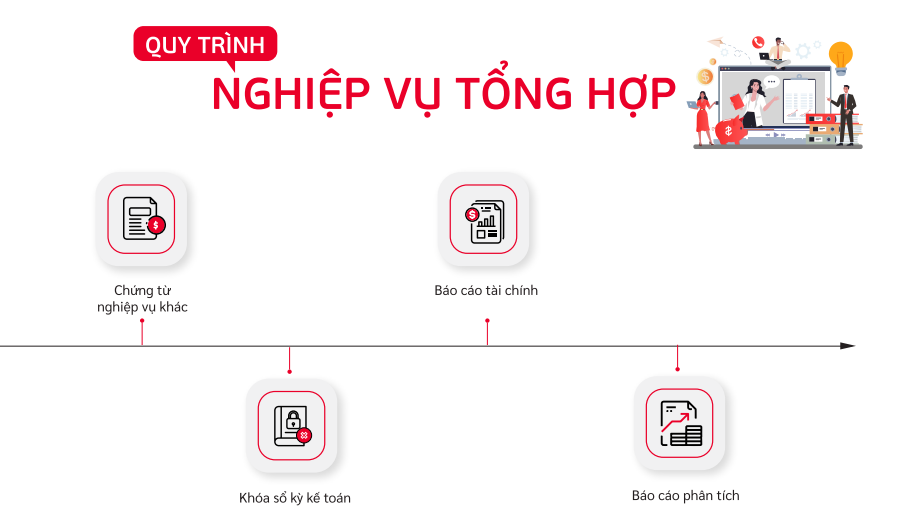 QUY TRÌNH
NGHIỆP VỤ TỔNG HỢP
Chứng từ
nghiệp vụ khác
Báo cáo tài chính
Khóa sổ kỳ kế toán
Báo cáo phân tích